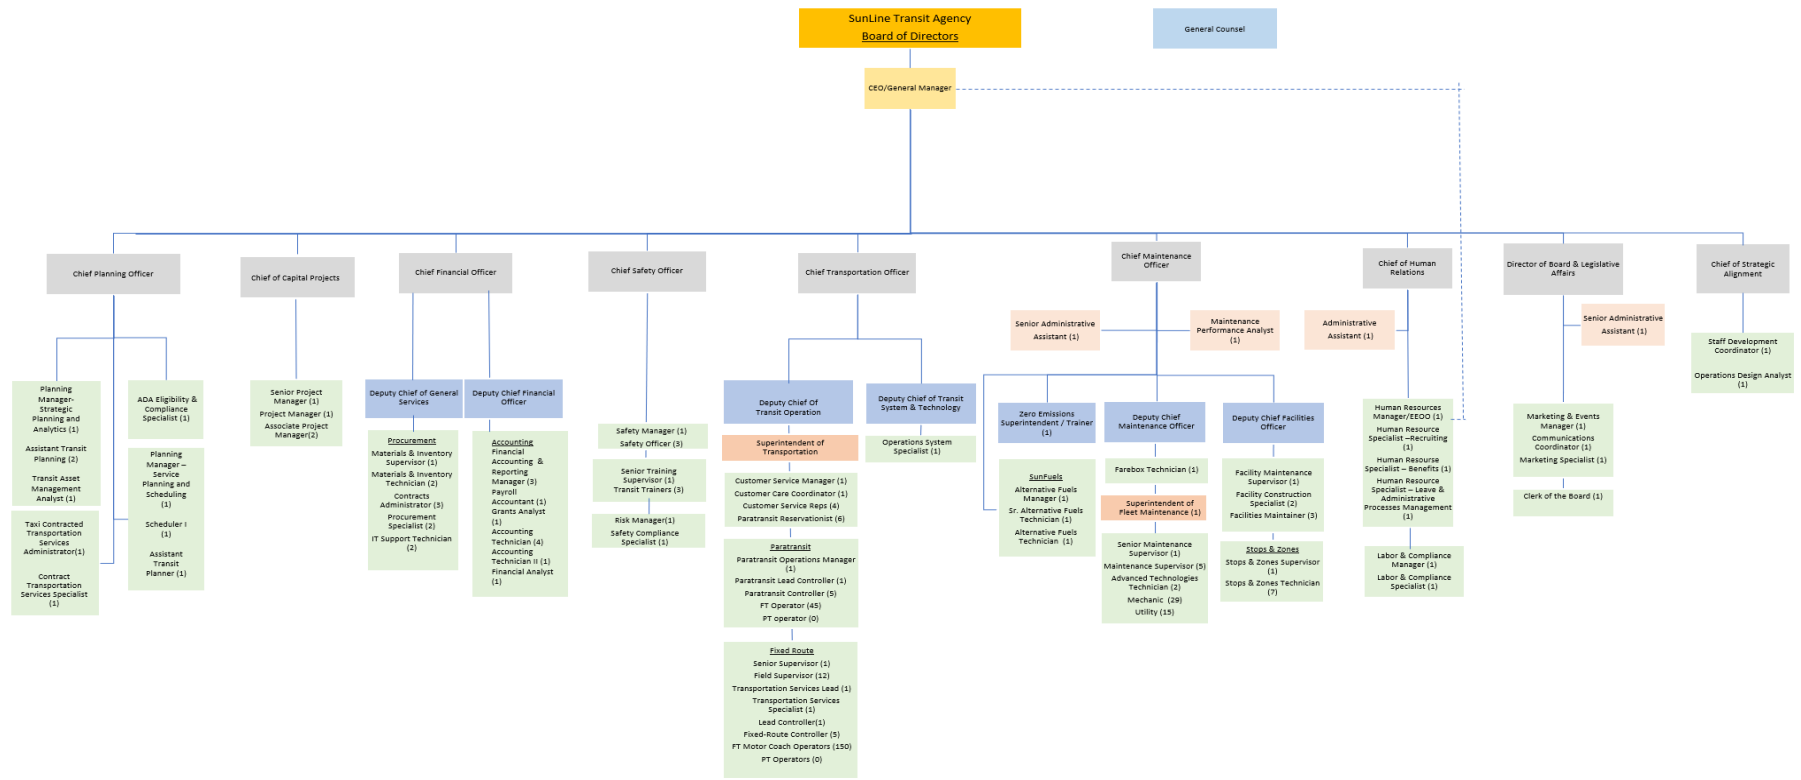 SunLine Transit Agency
Board of Directors
General Counsel
CEO/General Manager
Chief Planning Officer
Chief of Capital Projects
Chief Financial Officer
Chief Safety Officer
Chief Transportation Officer
Chief Maintenance
Officer
Chief of Human
Relations
Director of Board & Legislative
Affairs
Chief of Strategic
Alignment
Planning
Manager-
Strategic
Planning and
Analytics (1)
Assistant Transit
Planning (2)
Transit Asset
Management
Analyst (1)
Taxi Contracted
Transportation
Services
Administrator(1)
Contract
Transportation
Services Specialist
(1)
ADA Eligibility &
Compliance
Specialist (1)
Planning
Manager –
Service
Planning and
Scheduling
(1)
Scheduler I
(1)
Assistant
Transit
Planner (1)
Senior Project
Manager (1)
Project Manager (1)
Associate Project
Manager(2)
Deputy Chief of General
Services
Procurement
Materials & Inventory
Supervisor (1)
Materials & Inventory
Technician (2)
Contracts
Administrator (3)
Procurement
Specialist (2)
IT Support Technician
(2)
Deputy Chief Financial
Officer
Accounting
Financial
Accounting &
Reporting
Manager (3)
Payroll
Accountant (1)
Grants Analyst
(1)
Accounting
Technician (4)
Accounting
Technician II (1)
Financial Analyst
(1)
Safety Manager (1)
Safety Officer (3)
Senior Training
Supervisor (1)
Transit Trainers (3)
Risk Manager(1)
Safety Compliance
Specialist (1)
Deputy Chief Of
Transit Operation
Superintendent of
Transportation
Customer Service Manager (1)
Customer Care Coordinator (1)
Customer Service Reps (4)
Paratransit Reservationist (6)
Paratransit
Paratransit Operations Manager
(1)
Paratransit Lead Controller (1)
Paratransit Controller (5)
FT Operator (45)
PT operator (0)
Fixed Route
Senior Supervisor (1)
Field Supervisor (12)
Transportation Services Lead (1)
Transportation Services
Specialist (1)
Lead Controller(1)
Fixed-Route Controller (5)
FT Motor Coach Operators (150)
PT Operators (0)
Deputy Chief of Transit
System & Technology
Operations System
Specialist (1)
Senior Administrative
Assistant (1)
Maintenance
Performance Analyst
(1)
Zero Emissions
Superintendent / Trainer
(1)
SunFuels
Alternative Fuels
Manager (1)
Sr. Alternative Fuels
Technician (1)
Alternative Fuels
Technician (1)
Deputy Chief
Maintenance Officer
Farebox Technician (1)
Superintendent of
Fleet Maintenance (1)
Senior Maintenance
Supervisor (1)
Maintenance Supervisor (5)
Advanced Technologies
Technician (2)
Mechanic (29)
Utility (15)
Deputy Chief Facilities
Officer
Facility Maintenance
Supervisor (1)
Facility Construction
Specialist (2)
Facilities Maintainer (3)
Stops & Zones
Stops & Zones Supervisor
(1)
Stops & Zones Technician
(7)
Administrative
Assistant (1)
Human Resources
Manager/EEOO (1)
Human Resource
Specialist –Recruiting
(1)
Human Resourse
Specialist – Benefits (1)
Human Resource
Specialist – Leave & Administrative
Processes Management
(1)
Labor & Compliance
Manager (1)
Labor & Compliance
Specialist (1)
Senior Administrative
Assistant (1)
Marketing & Events
Manager (1)
Communications
Coordinator (1)
Marketing Specialist (1)
Clerk of the Board (1)
Staff Development
Coordinator (1)
Operations Design Analyst
(1)